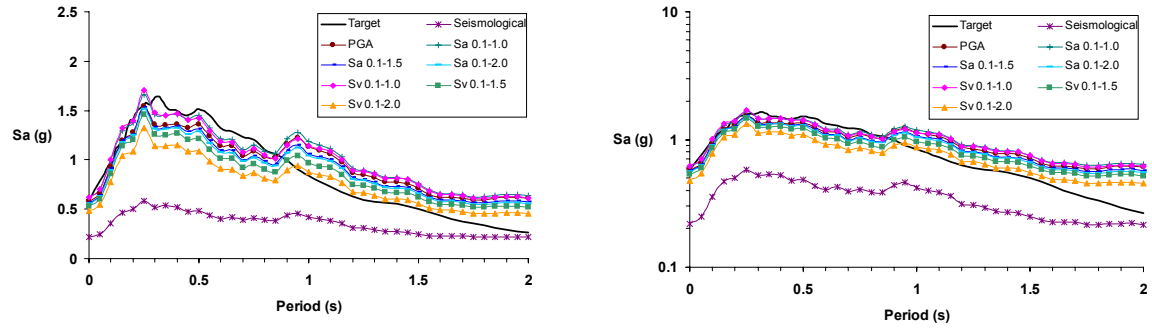 2.5
2
1.5
1
0.5
0
Sa (g)
0
0.5
1
1.5
2
Period (s)
Target
Seismological
PGA
Sa 0.1-1.0
Sa 0.1-1.5
Sa 0.1-2.0
Sv 0.1-1.0
Sv 0.1-1.5
Sv 0.1-2.0
10
1
0.1
Sa (g)
0
0.5
1
1.5
2
Period (s)
Target
Seismological
PGA
Sa 0.1-1.0
Sa 0.1-1.5
Sa 0.1-2.0
Sv 0.1-1.0
Sv 0.1-1.5
Sv 0.1-2.0